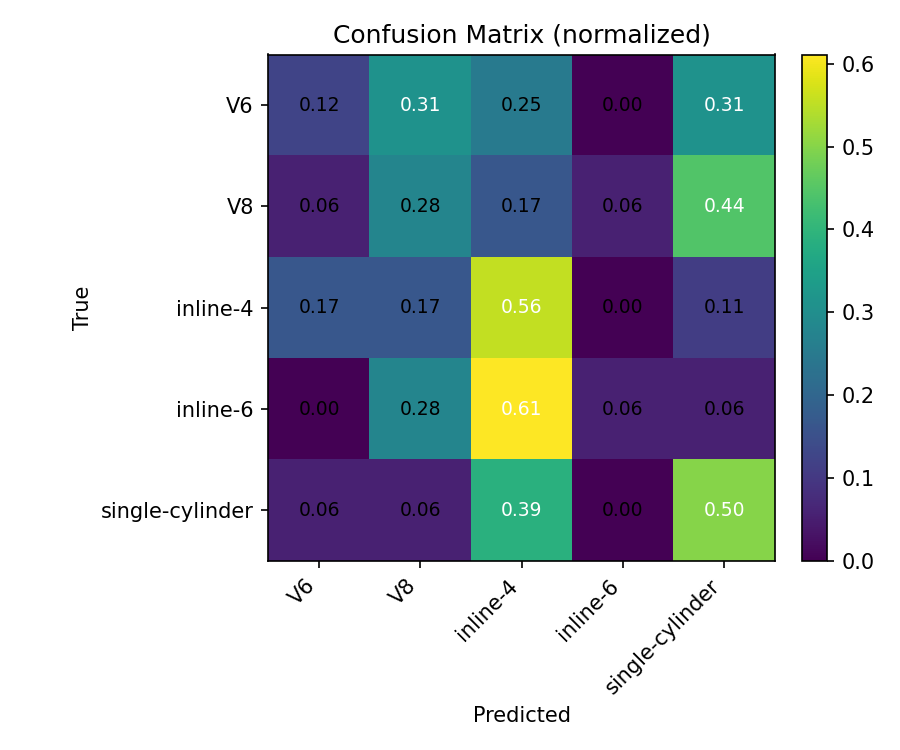 Confusion Matrix (normalized)
True
V6 0.12 0.31 0.25 0.00 0.31
V8 0.06 0.28 0.17 0.06 0.44
inline-4 0.17 0.17 0.56 0.00 0.11
inline-6 0.00 0.28 0.61 0.06 0.06
single-cylinder 0.06 0.06 0.39 0.00 0.50
V6 V8 inline-4 inline-6 single-cylinder
Predicted
0.6
0.5
0.4
0.3
0.2
0.1
0.0